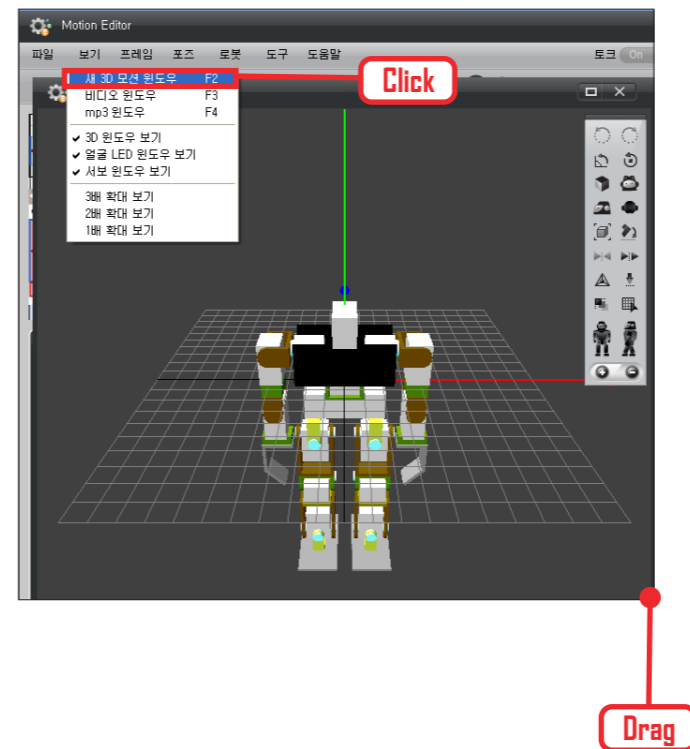 Motion Editor
파일 보기 프레임 포즈 로봇 도구 도움말 토크 On
새 3D 모션 윈도우 F2
Click
비디오 윈도우 F3
mp3 윈도우 F4
3D 윈도우 보기
얼굴 LED 윈도우 보기
서보 윈도우 보기
3배 확대 보기
2배 확대 보기
1배 확대 보기
Drag